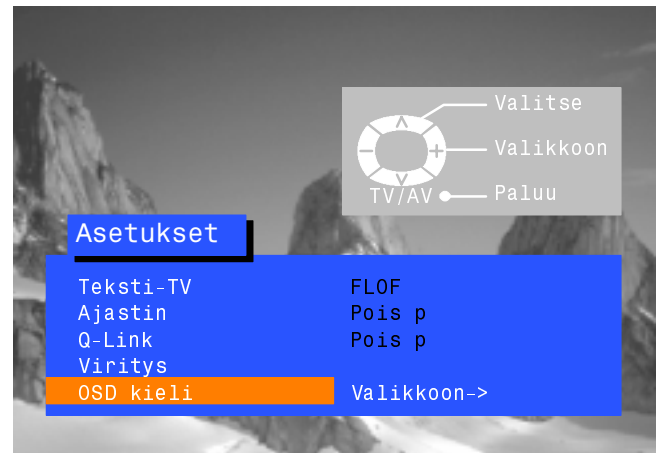 Valitse
Valikkoon
TV/AV Paluu
Asetukset
Teksti-TV FLOF
Ajastin Pois p
Q-Link Pois p
Viritys
OSD kieli Valikkoon->